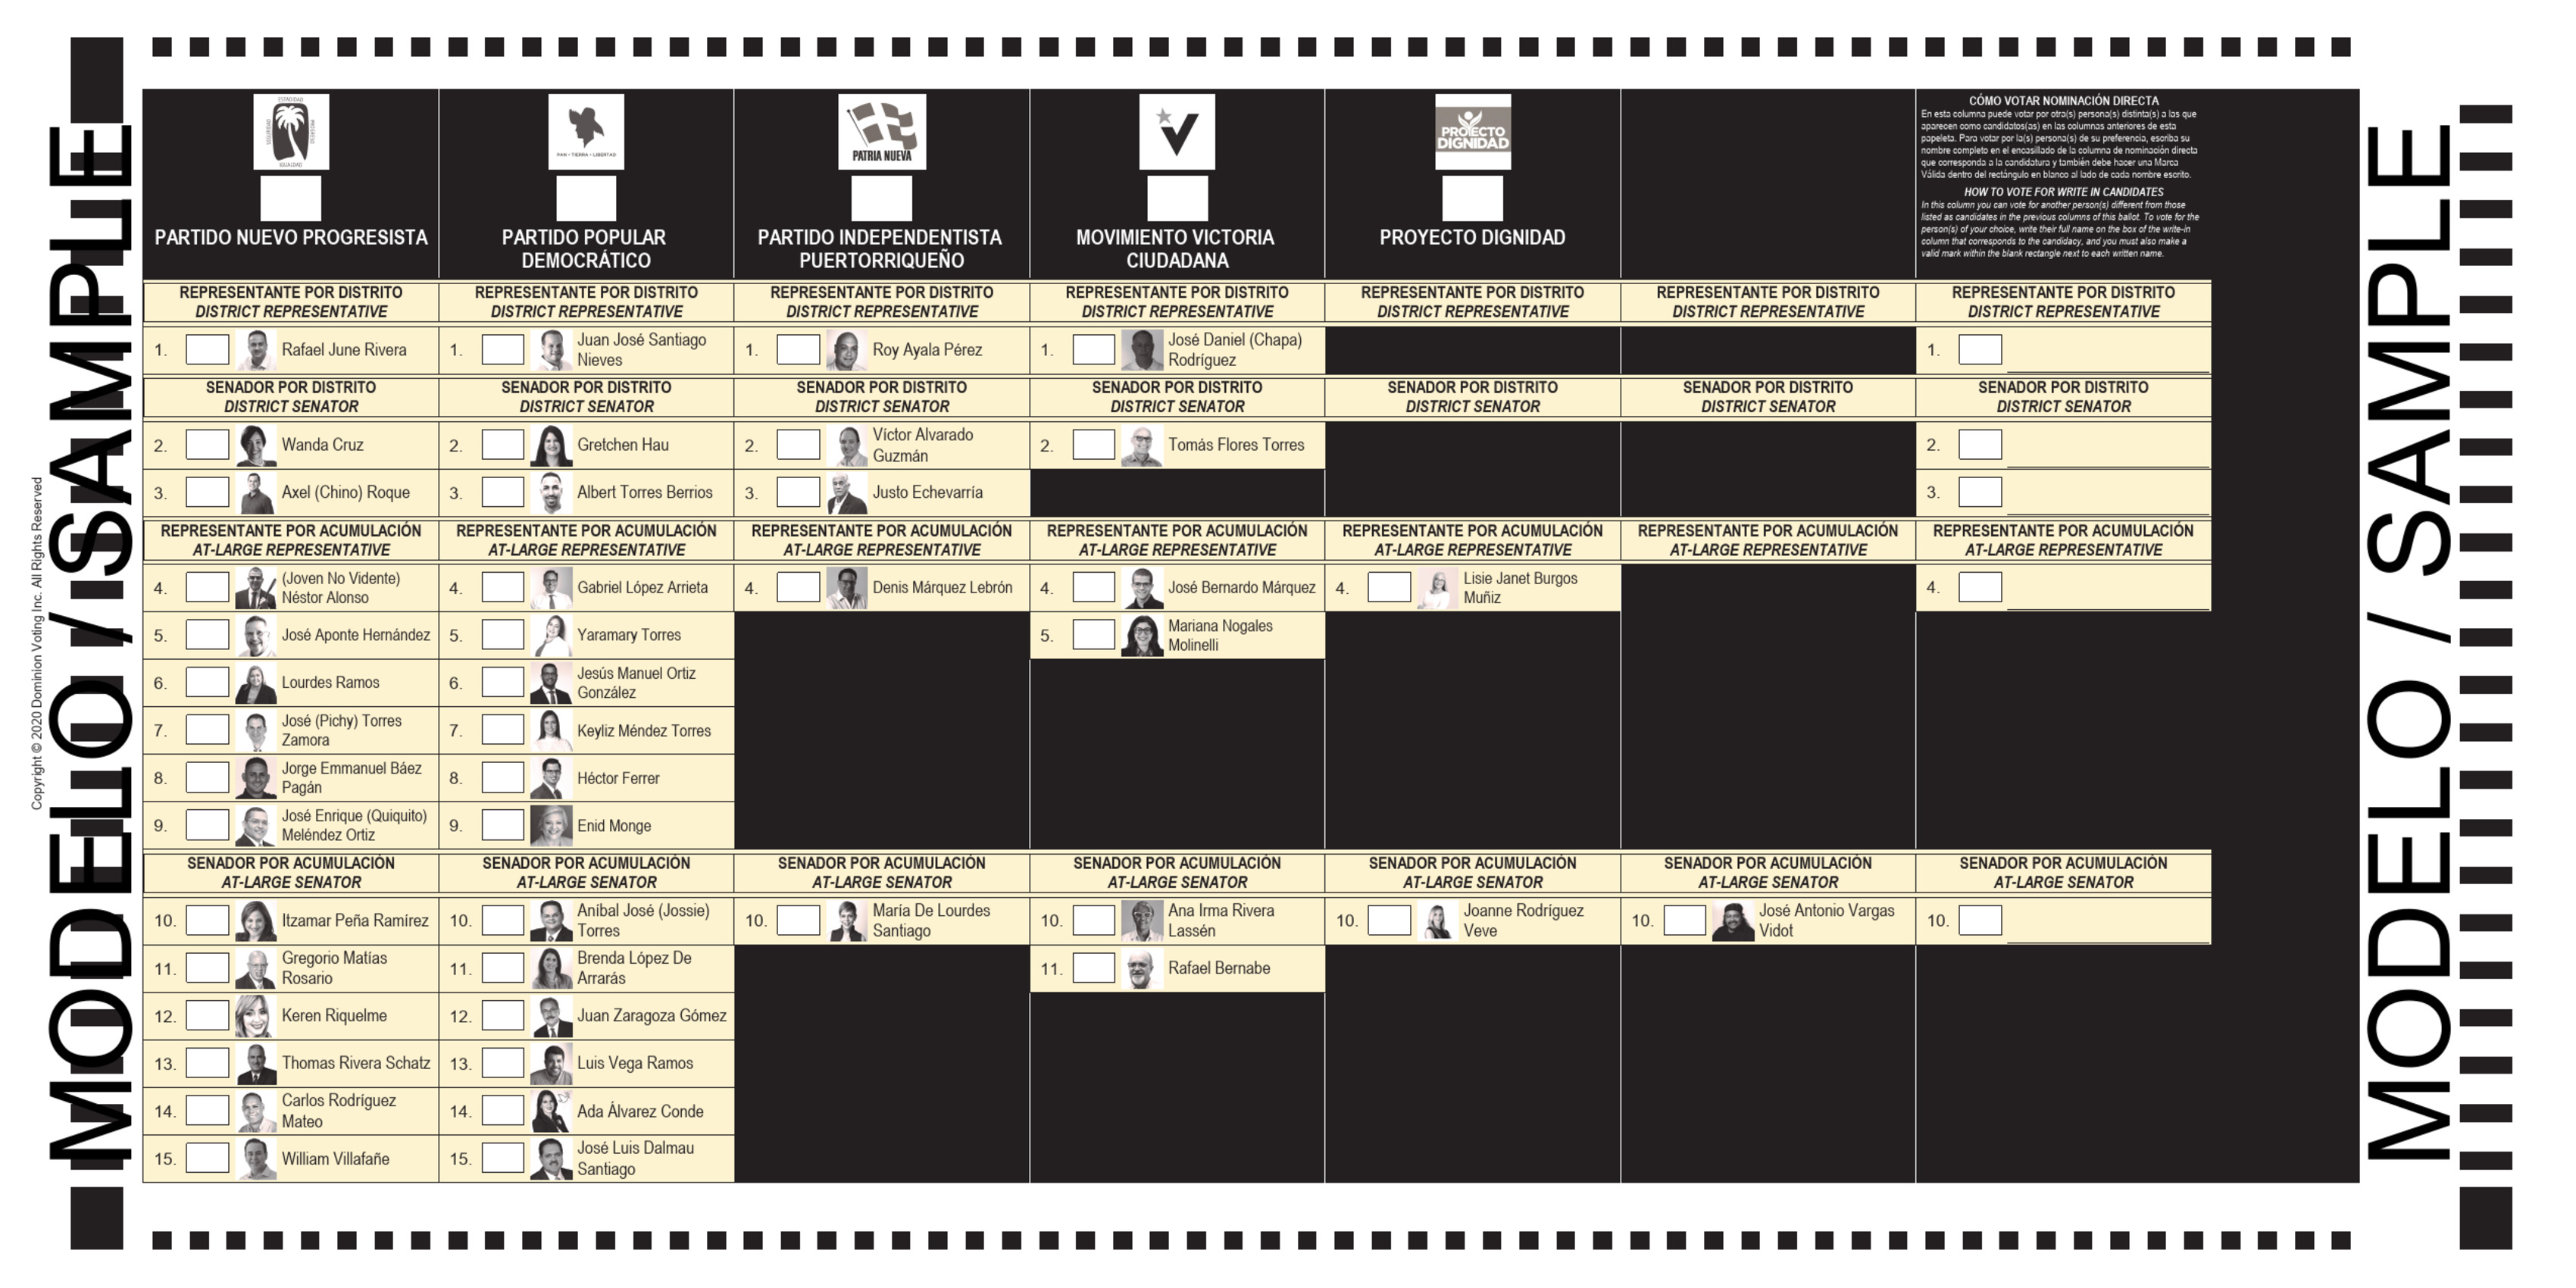 MODELO / SAMPLE
Copyright © 2020 Dominion Voting Inc. All Rights Reserved
ESTADIDAD
PROGRESO
IGUALDAD
PARTIDO NUEVO PROGRESISTA
REPRESENTANTE POR DISTRITO
DISTRICT REPRESENTATIVE
1. Rafael June Rivera
SENADOR POR DISTRITO
DISTRICT SENATOR
2. Wanda Cruz
3. Axel (Chino) Roque
REPRESENTANTE POR ACUMULACIÓN
AT-LARGE REPRESENTATIVE
4. (Joven No Vidente)
Néstor Alonso
5. José Aponte Hernández
6. Lourdes Ramos
7. José (Pichy) Torres
Zamora
8. Jorge Emmanuel Báez
Pagán
9. José Enrique (Quiquito)
Meléndez Ortiz
SENADOR POR ACUMULACIÓN
AT-LARGE SENATOR
10. Itzamar Peña Ramírez
11. Gregorio Matías
Rosario
12. Keren Riquelme
13. Thomas Rivera Schatz
14. Carlos Rodríguez
Mateo
15. William Villafañe
PAN • TIERRA • LIBERTAD
PARTIDO POPULAR
DEMOCRÁTICO
REPRESENTANTE POR DISTRITO
DISTRICT REPRESENTATIVE
1. Juan José Santiago
Nieves
SENADOR POR DISTRITO
DISTRICT SENATOR
2. Gretchen Hau
3. Albert Torres Berrios
REPRESENTANTE POR ACUMULACIÓN
AT-LARGE REPRESENTATIVE
4. Gabriel López Arrieta
5. Yaramary Torres
6. Jesús Manuel Ortiz
González
7. Keyliz Méndez Torres
8. Héctor Ferrer
9. Enid Monge
SENADOR POR ACUMULACIÓN
AT-LARGE SENATOR
10. Aníbal José (Jossie)
Torres
11. Brenda López De
Arrarás
12. Juan Zaragoza Gómez
13. Luis Vega Ramos
14. Ada Álvarez Conde
15. José Luis Dalmau
Santiago
PATRIA NUEVA
PARTIDO INDEPENDENTISTA
PUERTORRIQUEÑO
REPRESENTANTE POR DISTRITO
DISTRICT REPRESENTATIVE
1. Roy Ayala Pérez
SENADOR POR DISTRITO
DISTRICT SENATOR
2. Víctor Alvarado
Guzmán
3. Justo Echevarría
REPRESENTANTE POR ACUMULACIÓN
AT-LARGE REPRESENTATIVE
4. Denis Márquez Lebrón
SENADOR POR ACUMULACIÓN
AT-LARGE SENATOR
10. María De Lourdes
Santiago
MOVIMIENTO VICTORIA
CIUDADANA
REPRESENTANTE POR DISTRITO
DISTRICT REPRESENTATIVE
1. José Daniel (Chapa)
Rodríguez
SENADOR POR DISTRITO
DISTRICT SENATOR
2. Tomás Flores Torres
REPRESENTANTE POR ACUMULACIÓN
AT-LARGE REPRESENTATIVE
4. José Bernardo Márquez
5. Mariana Nogales
Molinelli
SENADOR POR ACUMULACIÓN
AT-LARGE SENATOR
10. Ana Irma Rivera
Lassén
11. Rafael Bernabe
PROYECTO
DIGNIDAD
PROYECTO DIGNIDAD
REPRESENTANTE POR DISTRITO
DISTRICT REPRESENTATIVE
SENADOR POR DISTRITO
DISTRICT SENATOR
REPRESENTANTE POR ACUMULACIÓN
AT-LARGE REPRESENTATIVE
4. Lisie Janet Burgos
Muñiz
SENADOR POR ACUMULACIÓN
AT-LARGE SENATOR
10. Joanne Rodríguez
Veve
REPRESENTANTE POR DISTRITO
DISTRICT REPRESENTATIVE
SENADOR POR DISTRITO
DISTRICT SENATOR
REPRESENTANTE POR ACUMULACIÓN
AT-LARGE REPRESENTATIVE
SENADOR POR ACUMULACIÓN
AT-LARGE SENATOR
10. José Antonio Vargas
Vidot
CÓMO VOTAR NOMINACIÓN DIRECTA
En esta columna puede votar por otra(s) persona(s) distinta(s) a las que
aparecen como candidatos(as) en las columnas anteriores de esta
papeleta. Para votar por la(s) persona(s) de su preferencia, escriba su
nombre completo en el encasillado de la columna de nominación directa
que corresponda a la candidatura y también debe hacer una Marca
Válida dentro del rectángulo en blanco al lado de cada nombre escrito.
HOW TO VOTE FOR WRITE IN CANDIDATES
In this column you can vote for another person(s) different from those
listed as candidates in the previous columns of this ballot. To vote for the
person(s) of your choice, write their full name on the box of the write-in
column that corresponds to the candidacy, and you must also make a
valid mark within the blank rectangle next to each written name.
REPRESENTANTE POR DISTRITO
DISTRICT REPRESENTATIVE
1.
SENADOR POR DISTRITO
DISTRICT SENATOR
2.
3.
REPRESENTANTE POR ACUMULACIÓN
AT-LARGE REPRESENTATIVE
4.
SENADOR POR ACUMULACIÓN
AT-LARGE SENATOR
10.
MODELO / SAMPLE